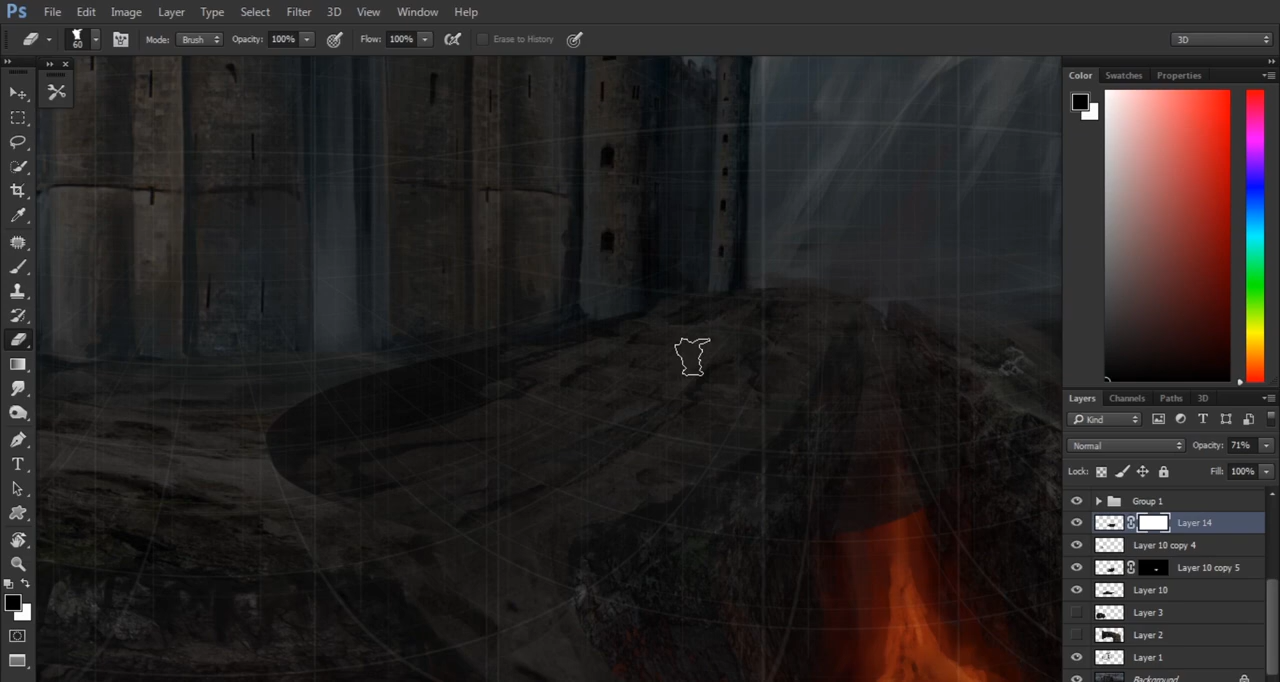 Ps File Edit Image Layer Type Select Filter 3D View Window Help
60 Mode: Brush Opacity: 100% Flow: 100% Erase to History 3D
Color Swatches Properties
Layers Channels Paths 3D
Kind
Normal Opacity: 71%
Lock: Fill: 100%
Group 1
Layer 14
Layer 10 copy 4
Layer 10 copy 5
Layer 10
Layer 3
Layer 2
Layer 1
Background